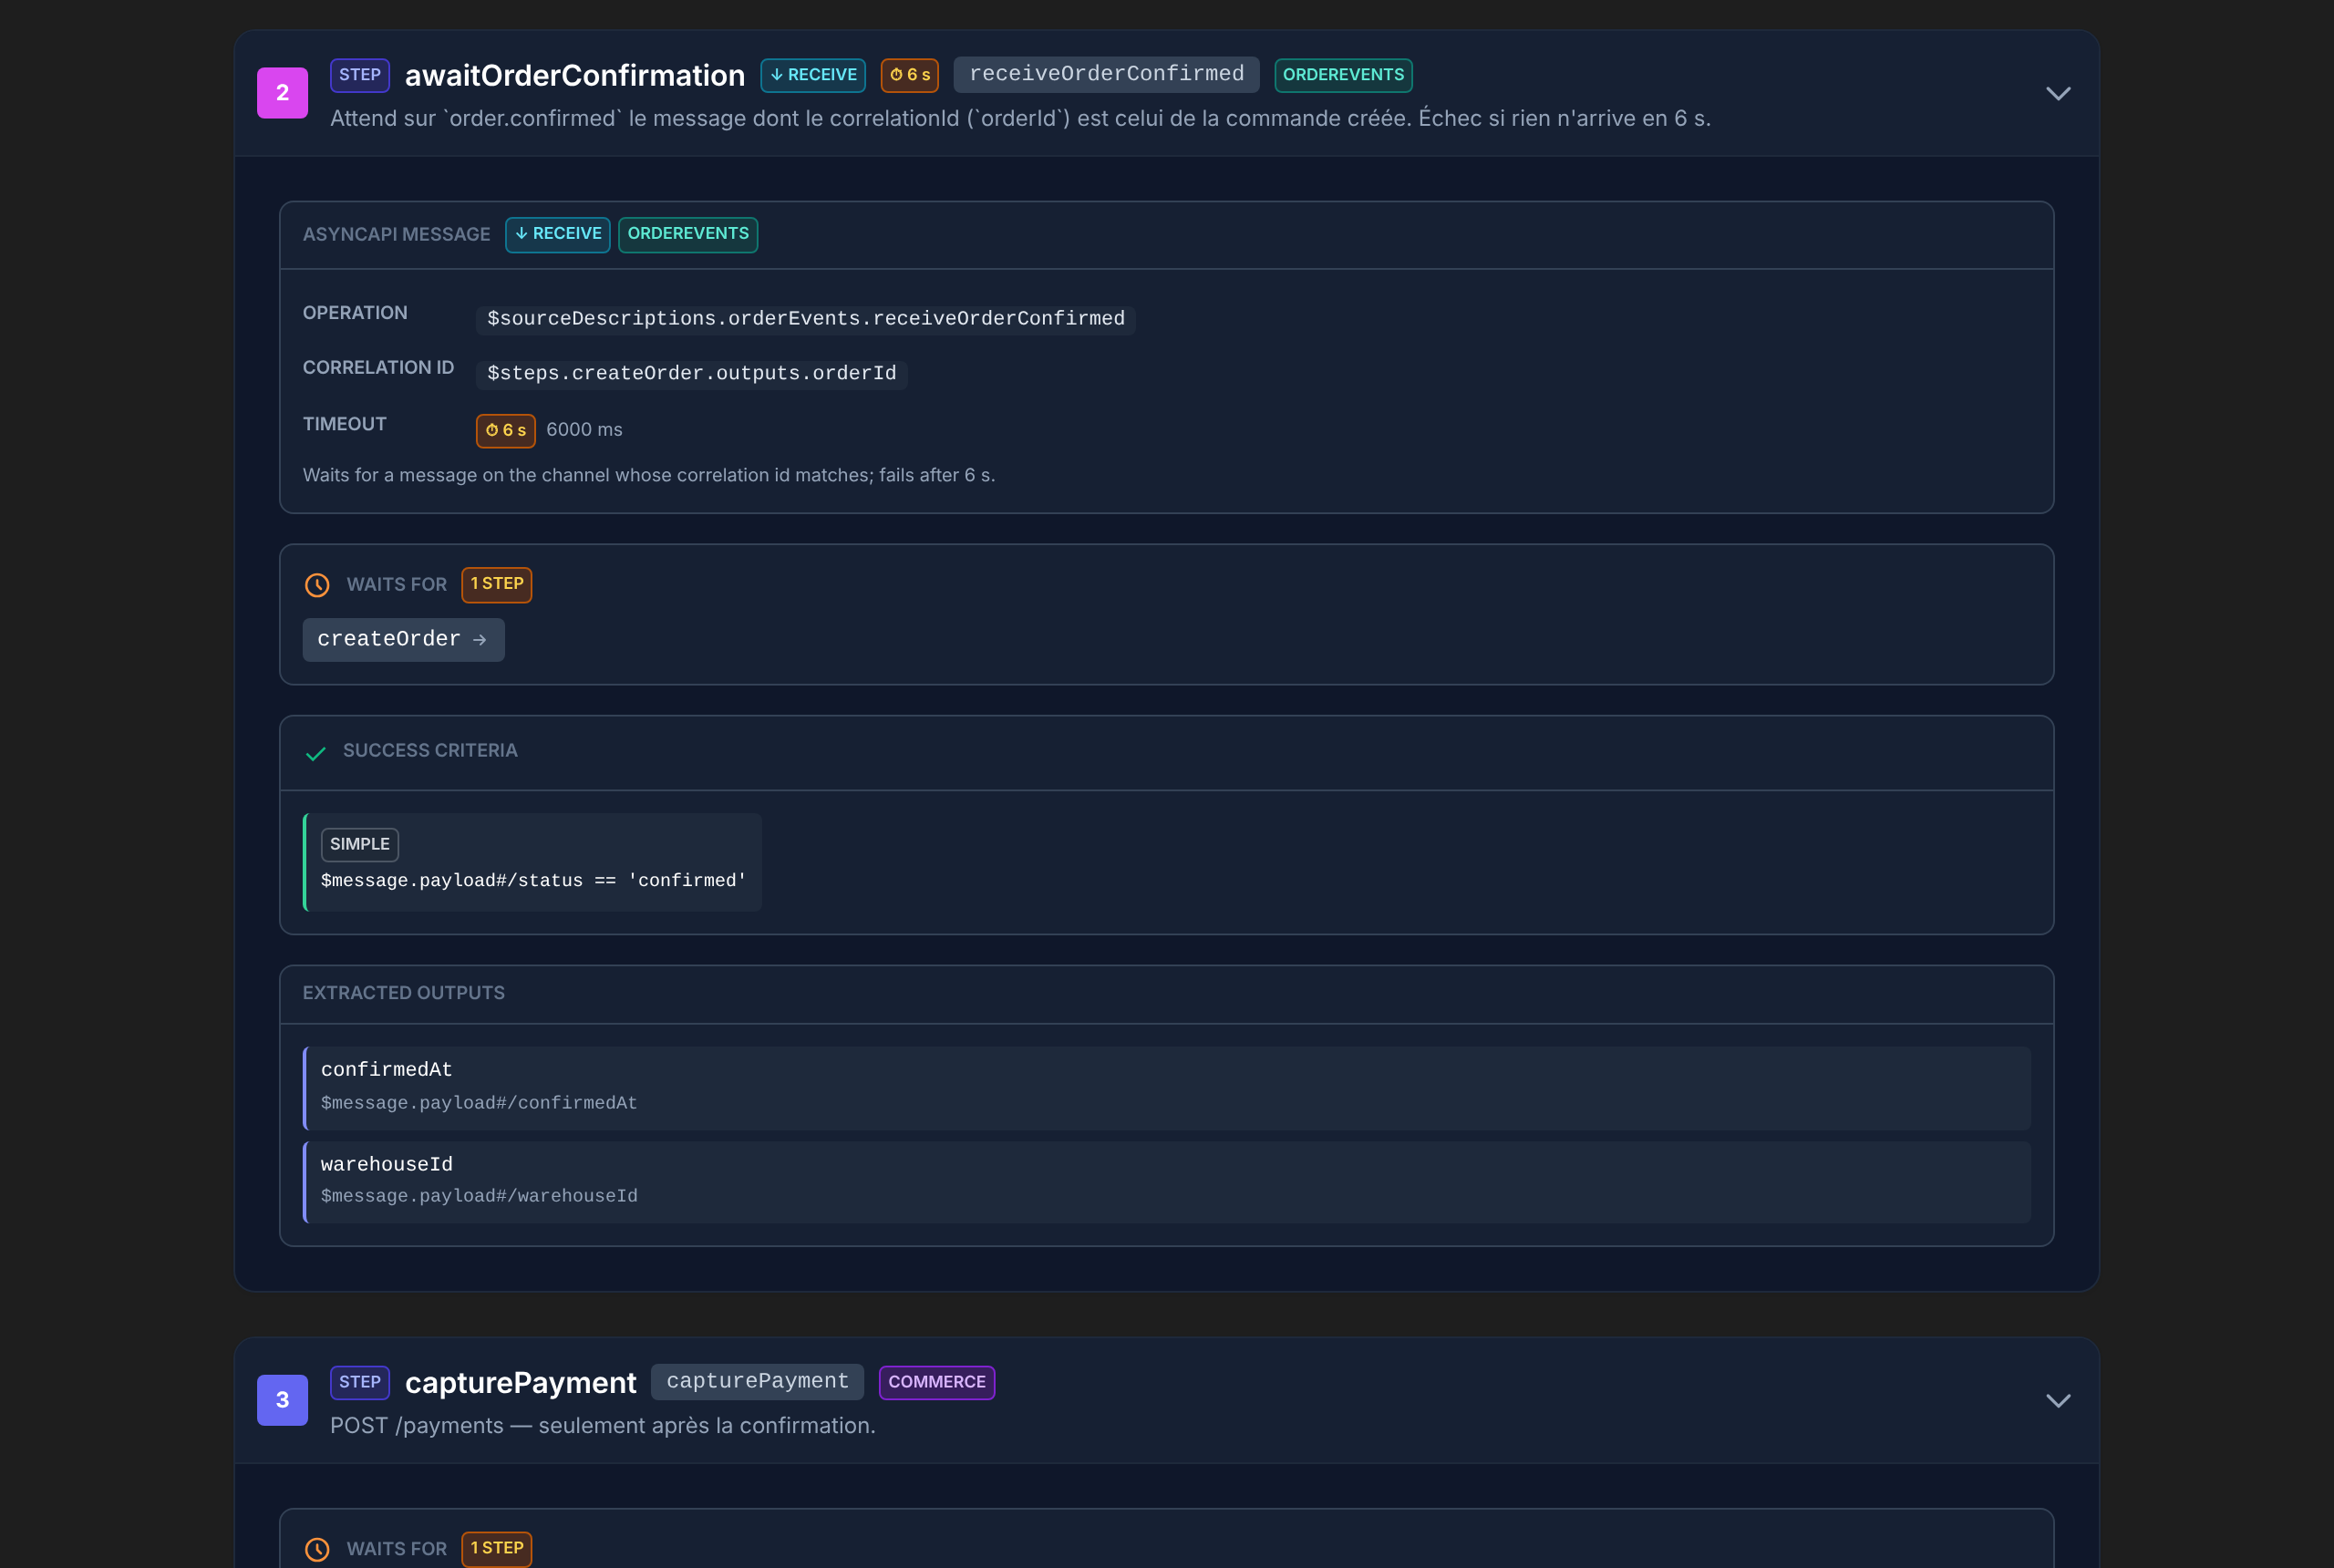 2 STEP awaitOrderConfirmation ↓ RECEIVE ⏱ 6 s receiveOrderConfirmed ORDEREVENTS
Attend sur `order.confirmed` le message dont le correlationId (`orderId`) est celui de la commande créée. Échec si rien n'arrive en 6 s.
ASYNCAPI MESSAGE ↓ RECEIVE ORDEREVENTS
OPERATION $sourceDescriptions.orderEvents.receiveOrderConfirmed
CORRELATION ID $steps.createOrder.outputs.orderId
TIMEOUT ⏱ 6 s 6000 ms
Waits for a message on the channel whose correlation id matches; fails after 6 s.
WAITS FOR 1 STEP
createOrder →
SUCCESS CRITERIA
SIMPLE
$message.payload#/status == 'confirmed'
EXTRACTED OUTPUTS
confirmedAt
$message.payload#/confirmedAt
warehouseId
$message.payload#/warehouseId
3 STEP capturePayment capturePayment COMMERCE
POST /payments — seulement après la confirmation.
WAITS FOR 1 STEP